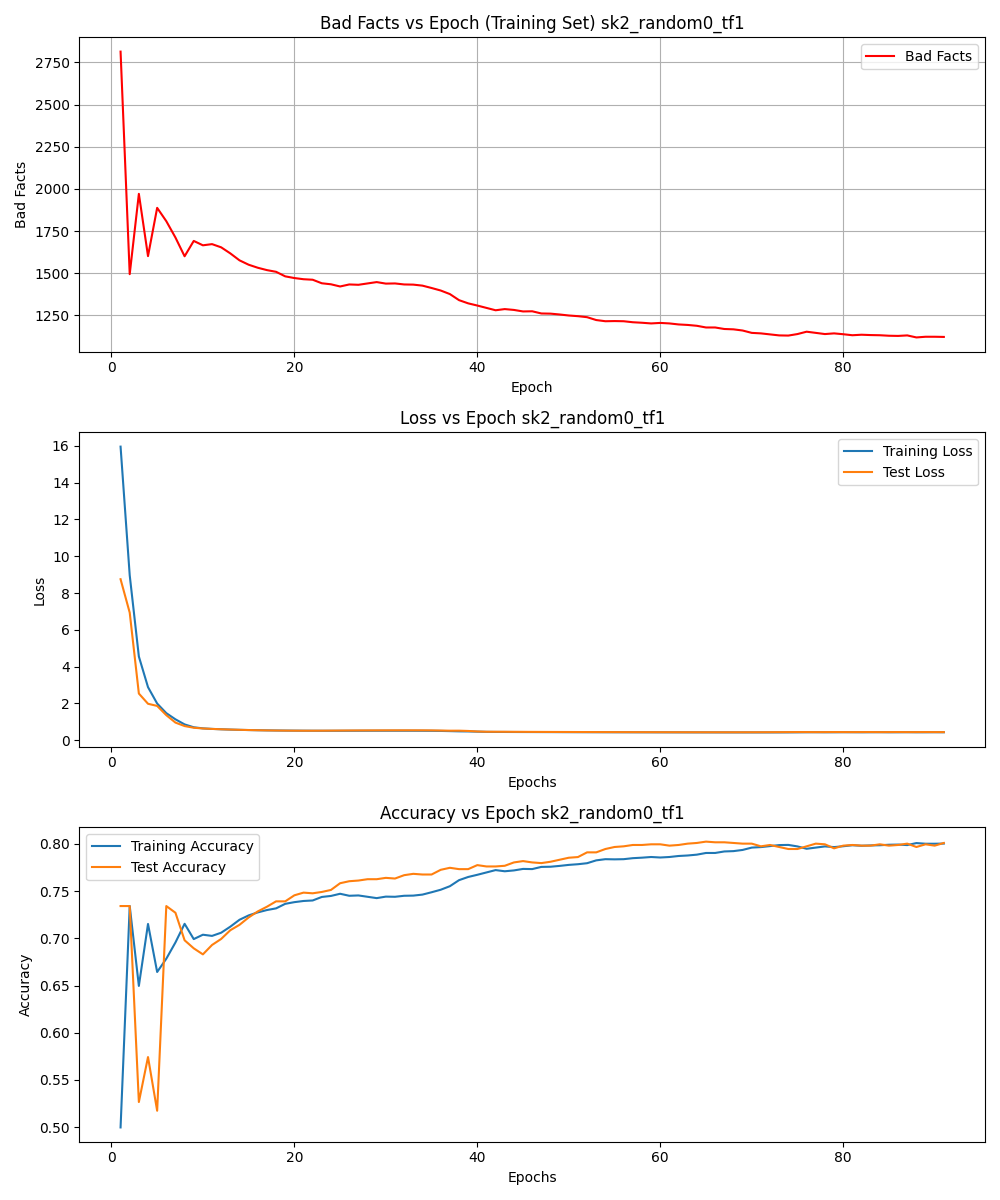 Bad Facts vs Epoch (Training Set) sk2_random0_tf1
Bad Facts
2750
2500
2250
2000
1750
1500
1250
Bad Facts
0 20 40 60 80
Epoch
Loss vs Epoch sk2_random0_tf1
Training Loss
Test Loss
16
14
12
10
8
6
4
2
0
Loss
0 20 40 60 80
Epochs
Accuracy vs Epoch sk2_random0_tf1
Training Accuracy
Test Accuracy
0.80
0.75
0.70
0.65
0.60
0.55
0.50
Accuracy
0 20 40 60 80
Epochs